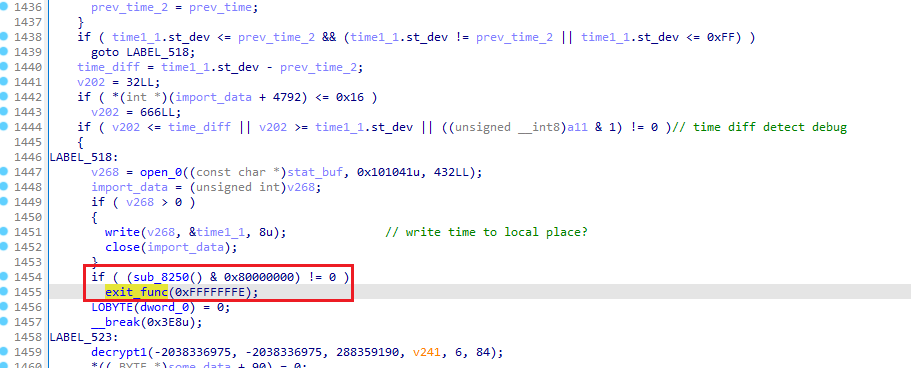 1436 prev_time_2 = prev_time;
1437 }
1438 if ( time1_1.st_dev <= prev_time_2 && (time1_1.st_dev != prev_time_2 || time1_1.st_dev <= 0xFF) )
1439 goto LABEL_518;
1440 time_diff = time1_1.st_dev - prev_time_2;
1441 v202 = 32LL;
1442 if ( *(int *)(import_data + 4792) <= 0x16 )
1443 v202 = 666LL;
1444 if ( v202 <= time_diff || v202 >= time1_1.st_dev || ((unsigned __int8)a11 & 1) != 0 )// time diff detect debug
1445 {
1446 LABEL_518:
1447 v268 = open_0((const char *)stat_buf, 0x101041u, 432LL);
1448 import_data = (unsigned int)v268;
1449 if ( v268 > 0 )
1450 {
1451 write(v268, &time1_1, 8u); // write time to local place?
1452 close(import_data);
1453 }
1454 if ( (sub_8250() & 0x80000000) != 0 )
1455 exit_func(0xFFFFFFFE);
1456 LOBYTE(dword_0) = 0;
1457 __break(0x3E8u);
1458 LABEL_523:
1459 decrypt1(-2038336975, -2038336975, 288359190, v241, 6, 84);
1460 *((_BYTE *)some_data + 90) = 0;